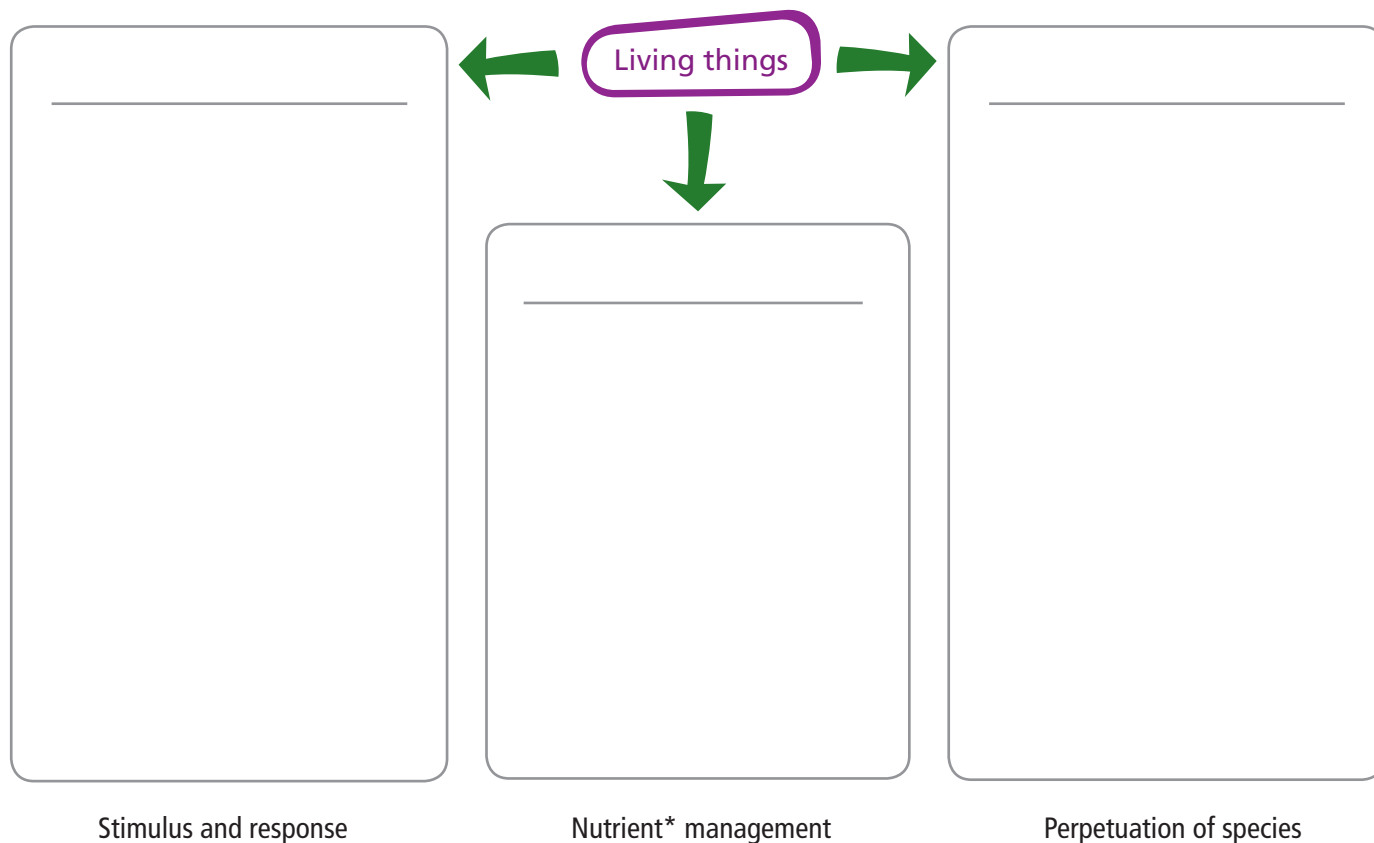 Living things
Stimulus and response
Nutrient* management
Perpetuation of species